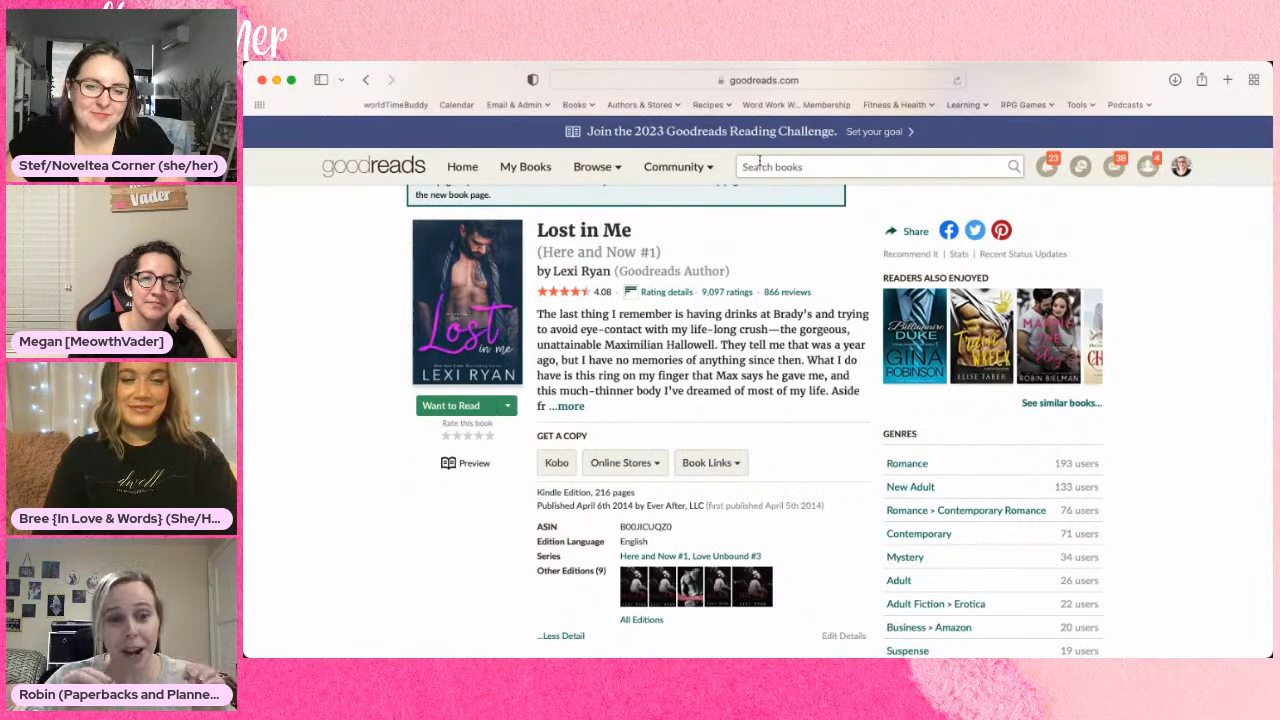 Mer
Stef/Noveltea Corner (she/her)
Vader
Megan [MeowthVader]
dwell
Bree {In Love & Words} (She/H...
Robin (Paperbacks and Planne...
goodreads.com
worldTimeBuddy Calendar Email & Admin Books Authors & Stores Recipes Word Work W... Membership Fitness & Health Learning RPG Games Tools Podcasts
Join the 2023 Goodreads Reading Challenge. Set your goal
goodreads Home My Books Browse Community Search books 23 38 4
the new book page.
Lost in me
LEXI RYAN
Want to Read
Rate this book
Preview
Lost in Me
(Here and Now #1)
by Lexi Ryan (Goodreads Author)
4.08 · Rating details · 9,097 ratings · 866 reviews
The last thing I remember is having drinks at Brady's and trying
to avoid eye-contact with my life-long crush—the gorgeous,
unattainable Maximilian Hallowell. They tell me that was a year
ago, but I have no memories of anything since then. What I do
have is this ring on my finger that Max says he gave me, and
this much-thinner body I've dreamed of most of my life. Aside
fr ...more
GET A COPY
Kobo Online Stores Book Links
Kindle Edition, 216 pages
Published April 6th 2014 by Ever After, LLC (first published April 5th 2014)
ASIN B00JICUQZ0
Edition Language English
Series Here and Now #1, Love Unbound #3
Other Editions (9)
All Editions
...Less Detail Edit Details
Share
Recommend It | Stats | Recent Status Updates
READERS ALSO ENJOYED
Billionaire
DUKE
GINA
ROBINSON
Train
WRECK
ELISE FABER
MAKING
THE
Play
ROBIN BIELMAN
See similar books...
GENRES
Romance 193 users
New Adult 133 users
Romance > Contemporary Romance 76 users
Contemporary 71 users
Mystery 34 users
Adult 26 users
Adult Fiction > Erotica 22 users
Business > Amazon 20 users
Suspense 19 users